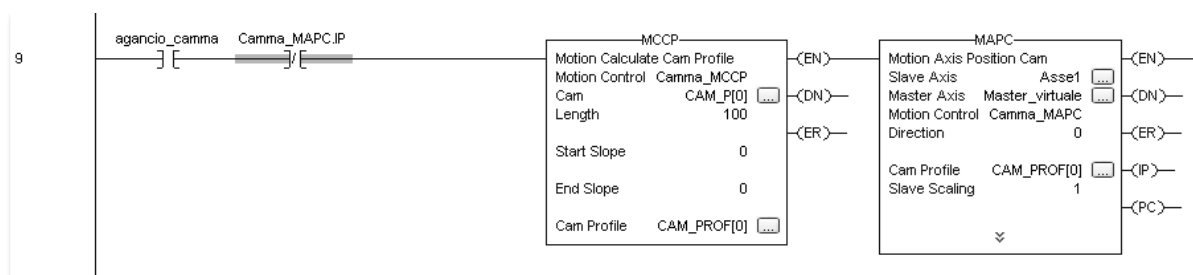 9
agancio_camma
Camma_MAPC.IP
MCCP
Motion Calculate Cam Profile
Motion Control Camma_MCCP
Cam CAM_P[0] ...
Length 100
Start Slope 0
End Slope 0
Cam Profile CAM_PROF[0] ...
(EN)
(DN)
(ER)
MAPC
Motion Axis Position Cam
Slave Axis Asse1 ...
Master Axis Master_virtuale ...
Motion Control Camma_MAPC
Direction 0
Cam Profile CAM_PROF[0] ...
Slave Scaling 1
(EN)
(DN)
(ER)
(IP)
(PC)